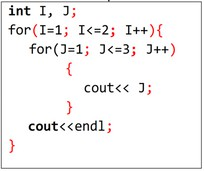 int I, J;
for(I=1; I<=2; I++){
for(J=1; J<=3; J++)
{
cout<< J;
}
cout<<endl;
}